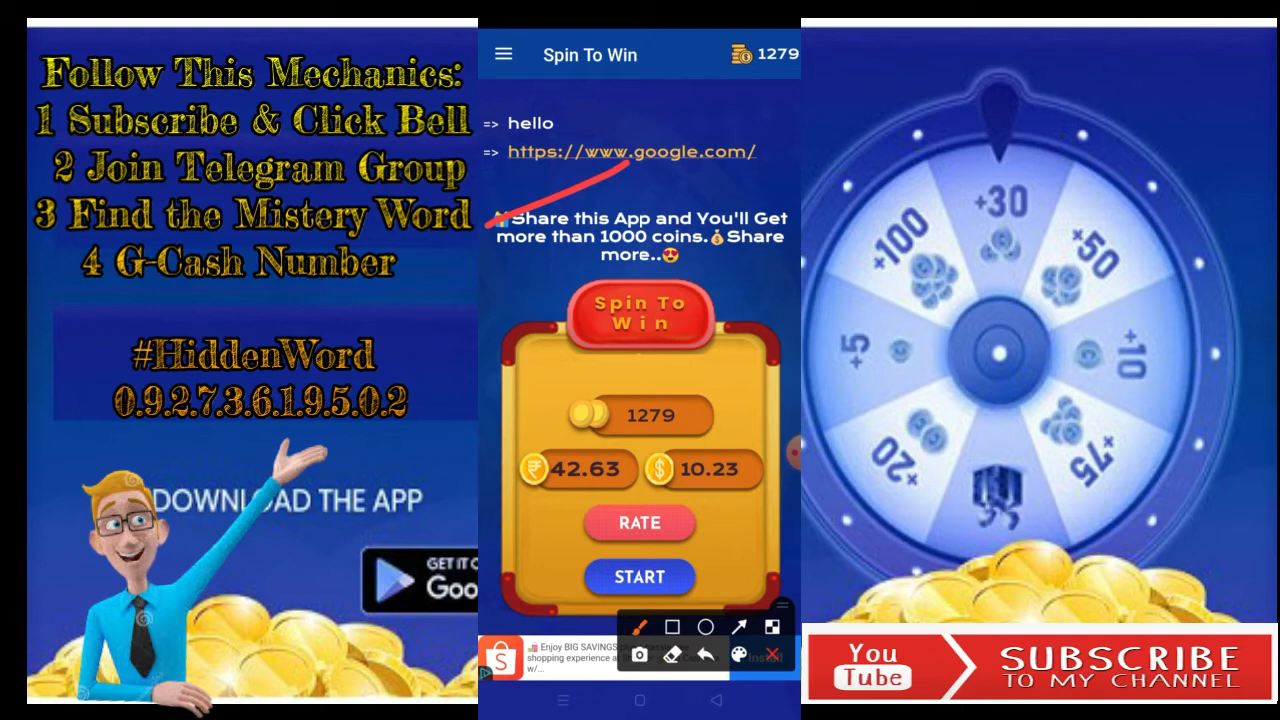 Follow This Mechanics:
1 Subscribe & Click Bell
2 Join Telegram Group
3 Find the Mistery Word
4 G-Cash Number
#HiddenWord
0.9.2.7.3.6.1.9.5.0.2
DOWNLOAD THE APP
GET IT O
Goo
Spin To Win
1279
=> hello
=> https://www.google.com/
Share this App and You'll Get
more than 1000 coins.💰Share
more..😍
Spin To
Win
1279
₹ 42.63
$ 10.23
RATE
START
Enjoy BIG SAVINGS
shopping experience a
w/...
Install
+30
+50
+10
+75
+20
+5
+100
You
Tube
SUBSCRIBE
TO MY CHANNEL